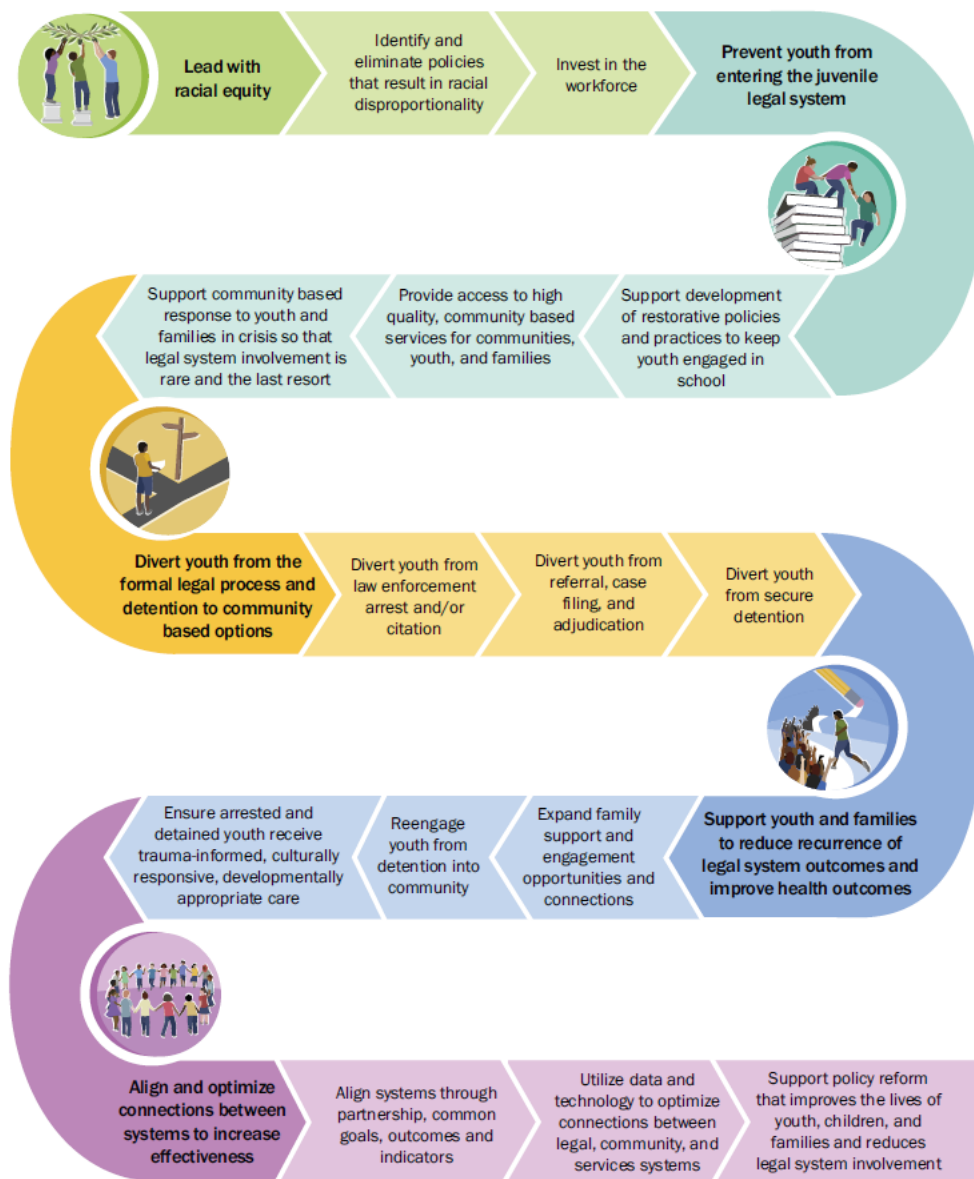 Lead with
racial equity
Identify and
eliminate policies
that result in racial
disproportionality
Invest in the
workforce
Prevent youth from
entering the juvenile
legal system
Support development
of restorative policies
and practices to keep
youth engaged in
school
Provide access to high
quality, community based
services for communities,
youth, and families
Support community based
response to youth and
families in crisis so that
legal system involvement is
rare and the last resort
Divert youth from the
formal legal process and
detention to community
based options
Divert youth from
law enforcement
arrest and/or
citation
Divert youth from
referral, case
filing, and
adjudication
Divert youth
from secure
detention
Support youth and families
to reduce recurrence of
legal system outcomes and
improve health outcomes
Expand family
support and
engagement
opportunities and
connections
Reengage
youth from
detention into
community
Ensure arrested and
detained youth receive
trauma-informed, culturally
responsive, developmentally
appropriate care
Align and optimize
connections between
systems to increase
effectiveness
Align systems through
partnership, common
goals, outcomes and
indicators
Utilize data and
technology to optimize
connections between
legal, community, and
services systems
Support policy reform
that improves the lives of
youth, children, and
families and reduces
legal system involvement